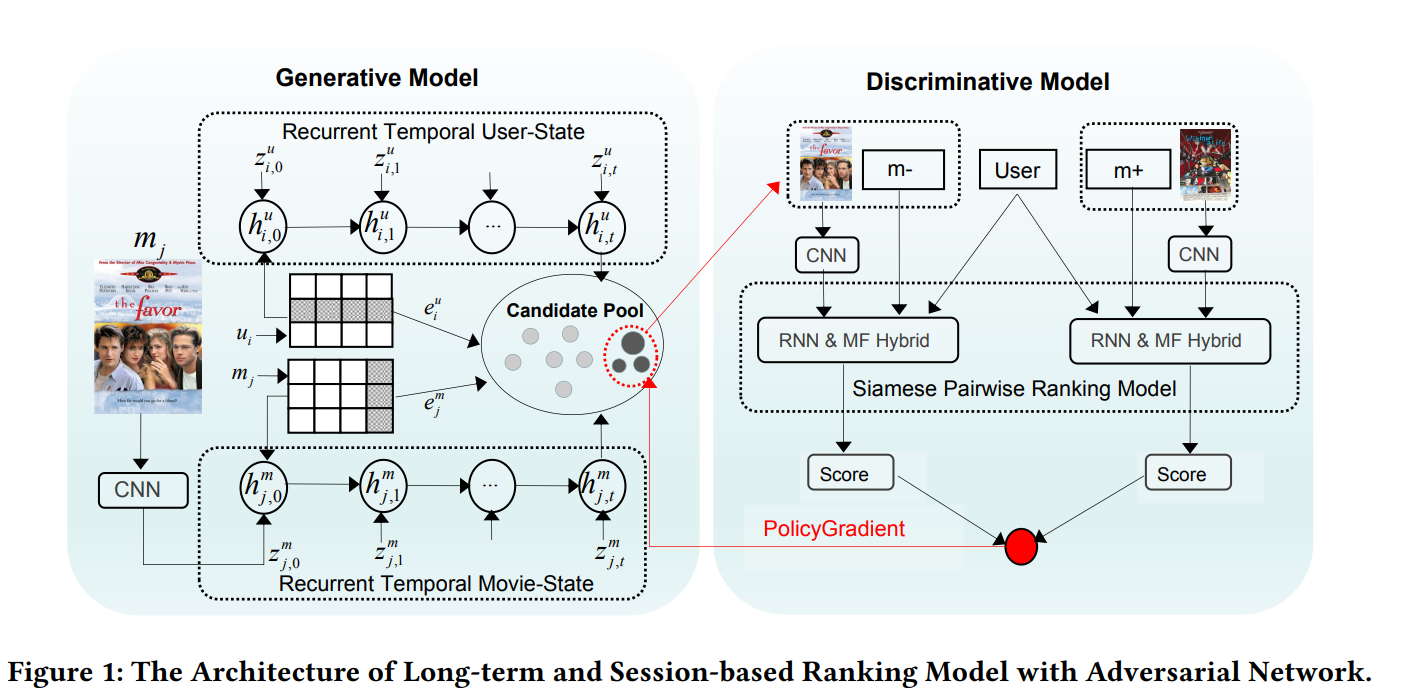 Generative Model
Discriminative Model
Recurrent Temporal User-State
z^u_{i,0}
z^u_{i,1}
z^u_{i,t}
h^u_{i,0}
h^u_{i,1}
...
h^u_{i,t}
m_j
the favor
CNN
u_i
m_j
e^u_i
e^m_j
Candidate Pool
h^m_{j,0}
h^m_{j,1}
...
h^m_{j,t}
z^m_{j,0}
z^m_{j,1}
z^m_{j,t}
Recurrent Temporal Movie-State
the favor
m-
User
m+
CNN
CNN
RNN & MF Hybrid
RNN & MF Hybrid
Siamese Pairwise Ranking Model
Score
Score
PolicyGradient
Figure 1: The Architecture of Long-term and Session-based Ranking Model with Adversarial Network.